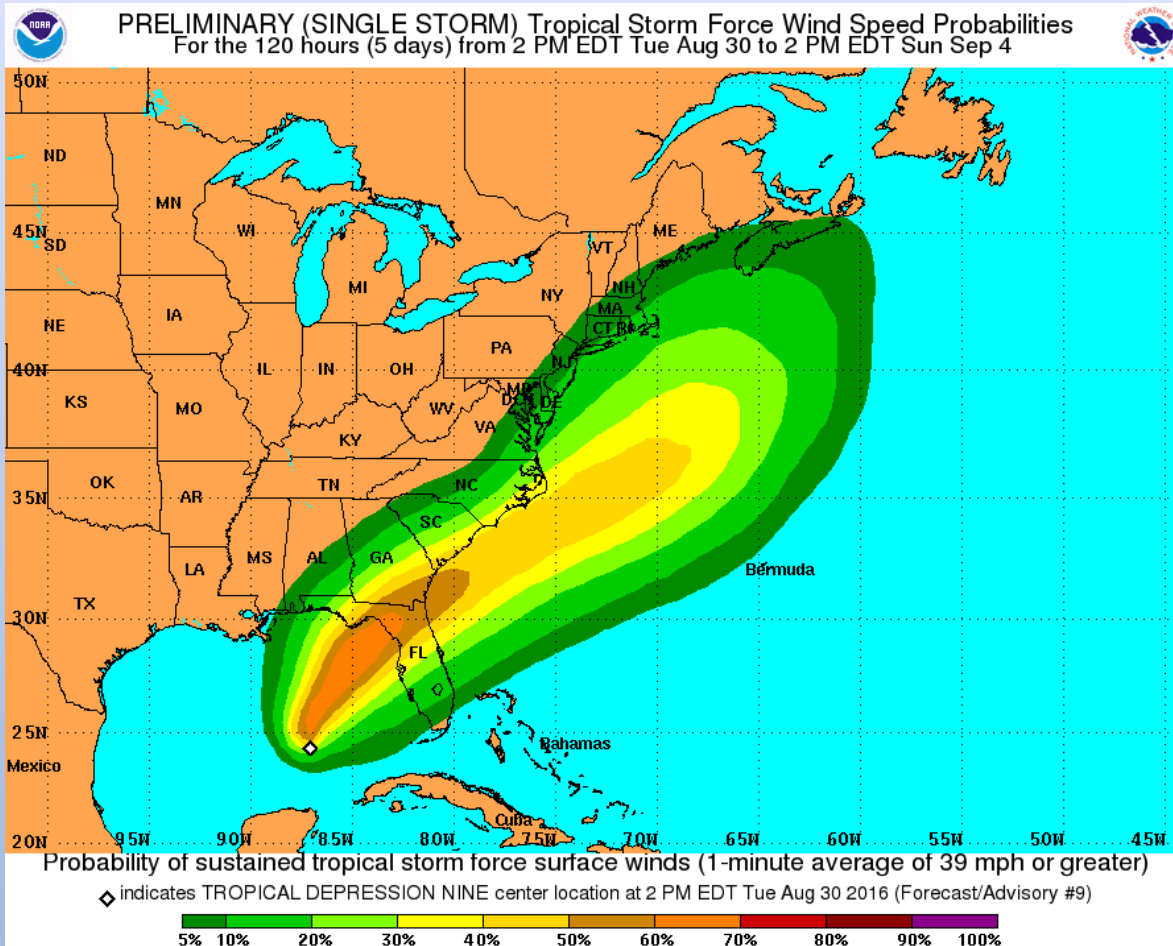 PRELIMINARY (SINGLE STORM) Tropical Storm Force Wind Speed Probabilities
For the 120 hours (5 days) from 2 PM EDT Tue Aug 30 to 2 PM EDT Sun Sep 4
NOAA
50N
ND
MN
45N
SD
WI
ME
VT
MI
NY
NH
NE
IA
MA
CT RI
PA
NJ
40N
IL
IN
OH
MD
DC
DE
KS
MO
WV
VA
KY
OK
AR
TN
NC
35N
SC
MS
AL
GA
LA
Bermuda
TX
30N
FL
25N
Bahamas
Mexico
Cuba
20N
95W 90W 85W 80W 75W 70W 65W 60W 55W 50W 45W
Probability of sustained tropical storm force surface winds (1-minute average of 39 mph or greater)
indicates TROPICAL DEPRESSION NINE center location at 2 PM EDT Tue Aug 30 2016 (Forecast/Advisory #9)
5% 10% 20% 30% 40% 50% 60% 70% 80% 90% 100%